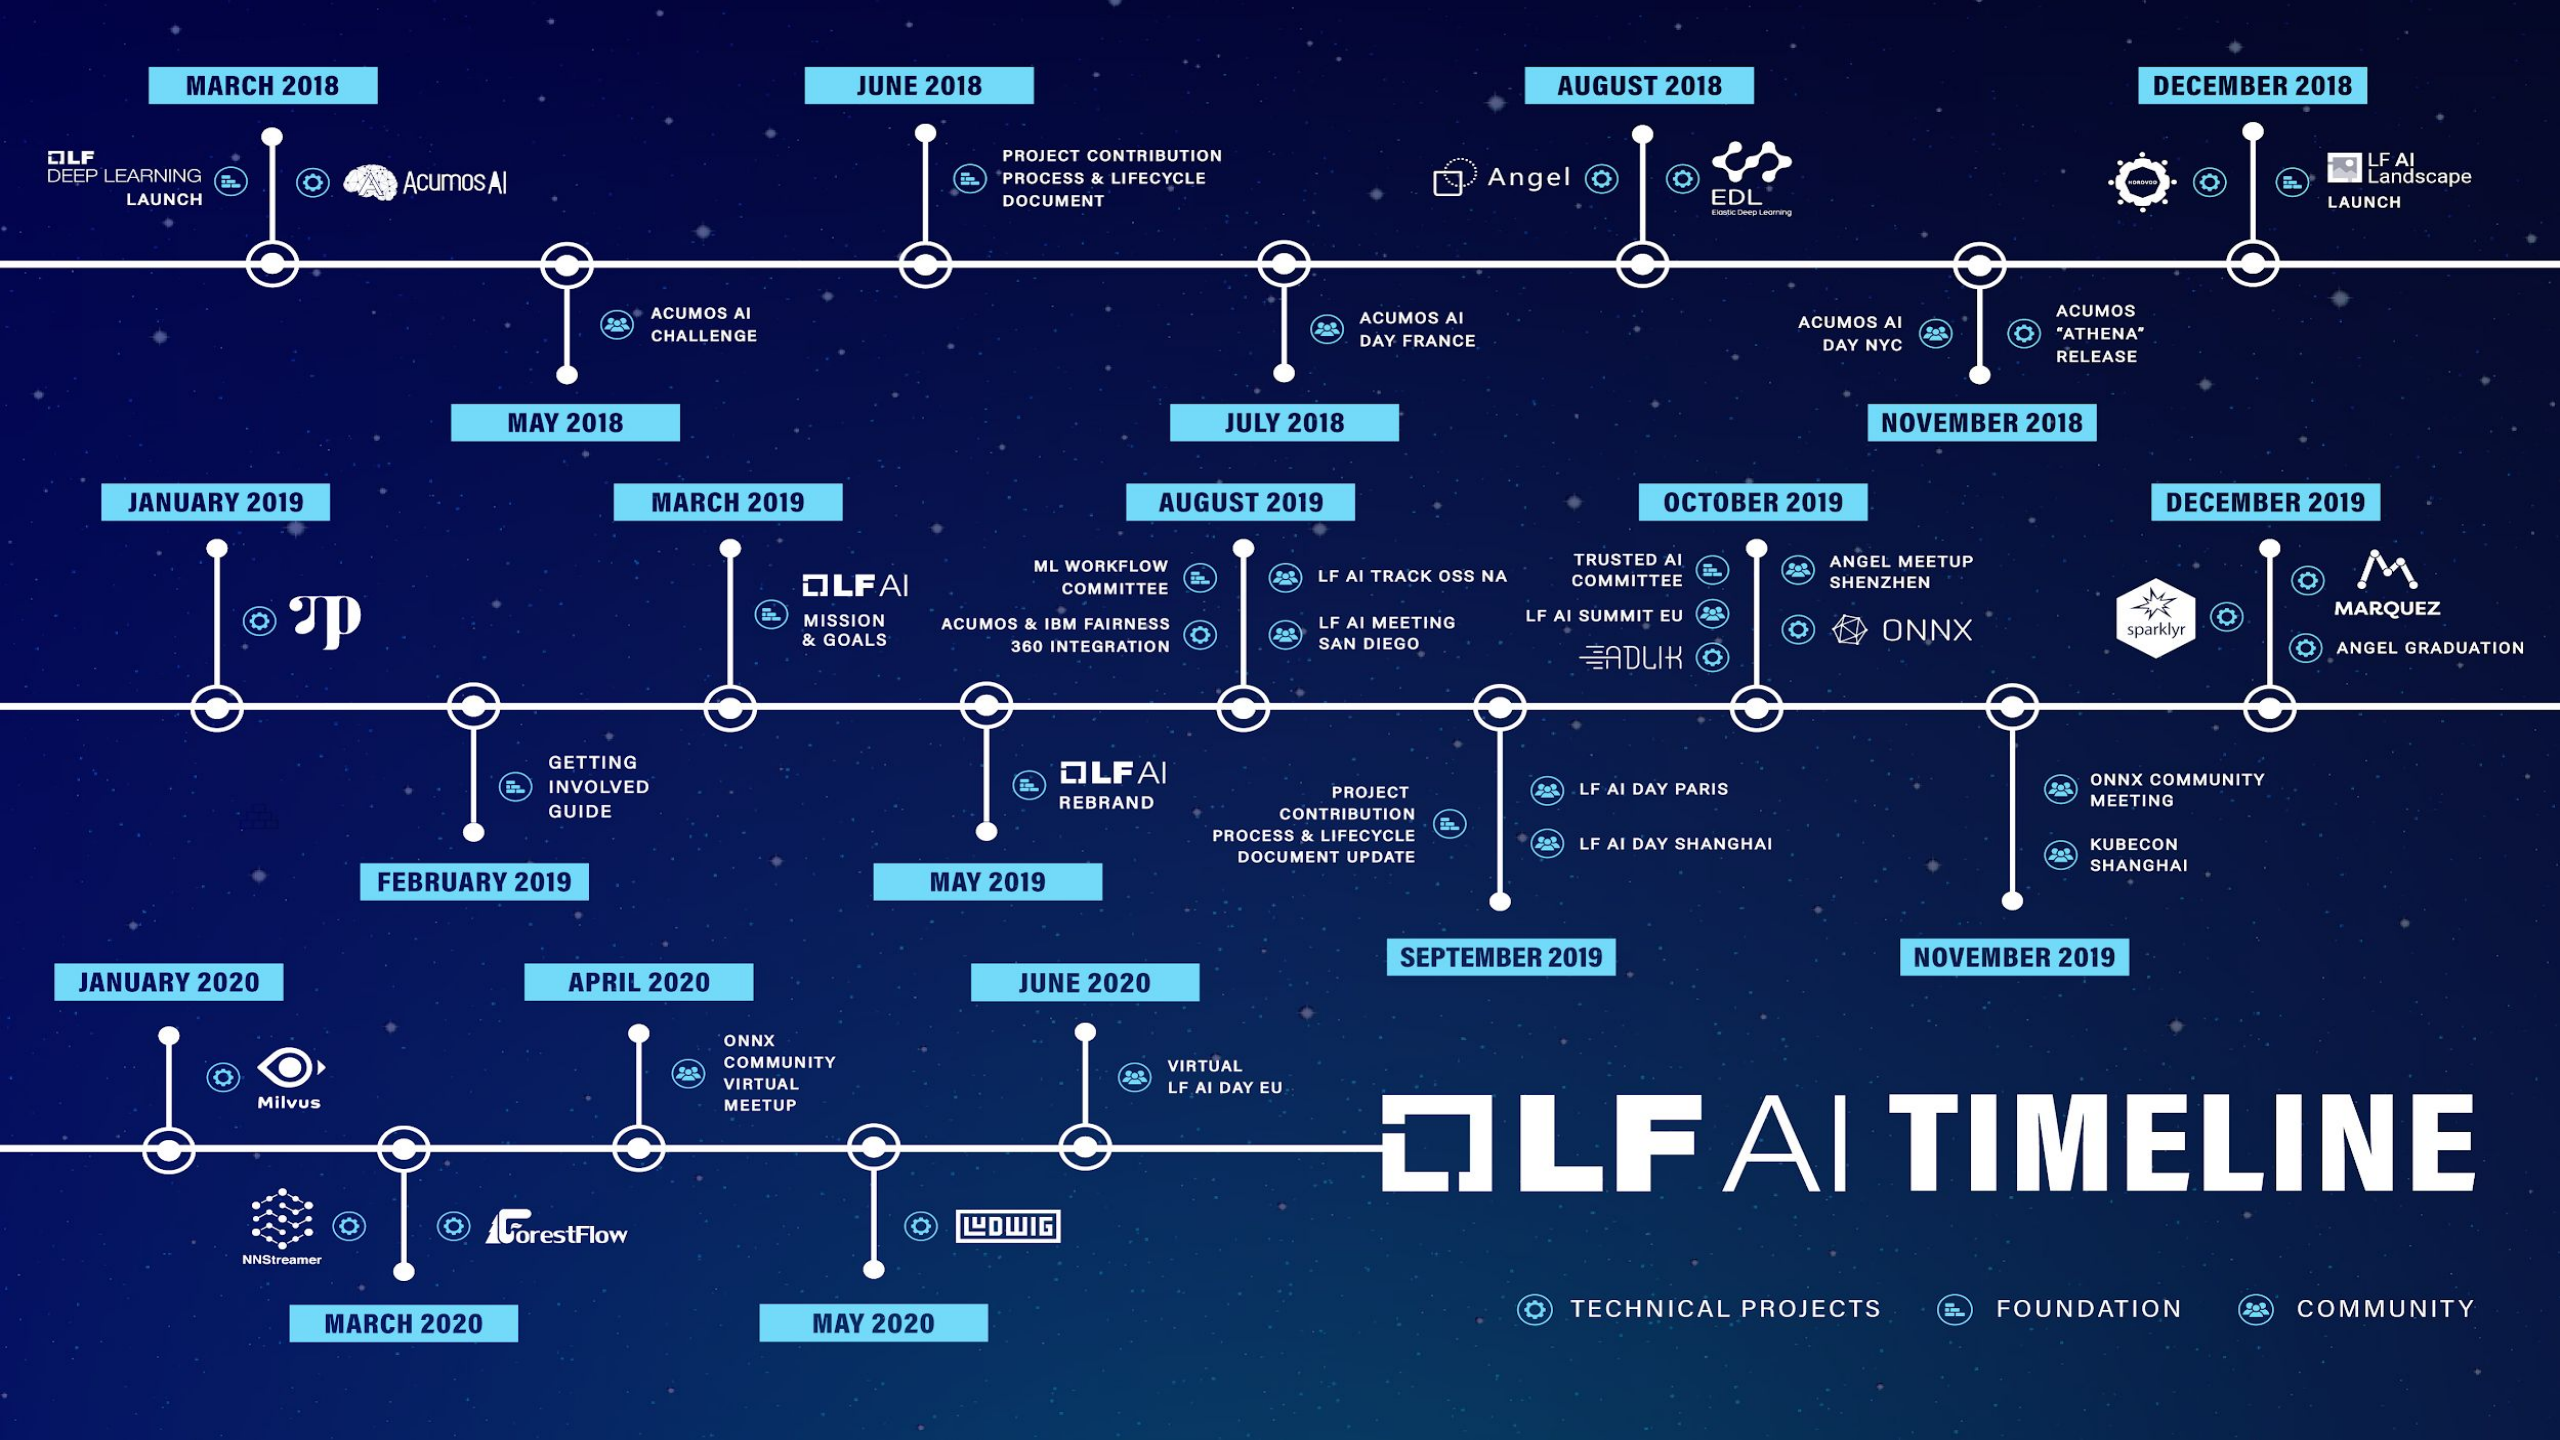 MARCH 2018
LF
DEEP LEARNING
LAUNCH
Acumos AI
MAY 2018
ACUMOS AI
CHALLENGE
JUNE 2018
PROJECT CONTRIBUTION
PROCESS & LIFECYCLE
DOCUMENT
JULY 2018
ACUMOS AI
DAY FRANCE
AUGUST 2018
Angel
EDL
Elastic Deep Learning
NOVEMBER 2018
ACUMOS AI
DAY NYC
ACUMOS
"ATHENA"
RELEASE
DECEMBER 2018
HOROVOD
LF AI
Landscape
LAUNCH
JANUARY 2019
FEBRUARY 2019
GETTING
INVOLVED
GUIDE
MARCH 2019
LF AI
MISSION
& GOALS
MAY 2019
LF AI
REBRAND
AUGUST 2019
ML WORKFLOW
COMMITTEE
ACUMOS & IBM FAIRNESS
360 INTEGRATION
LF AI TRACK OSS NA
LF AI MEETING
SAN DIEGO
SEPTEMBER 2019
PROJECT
CONTRIBUTION
PROCESS & LIFECYCLE
DOCUMENT UPDATE
LF AI DAY PARIS
LF AI DAY SHANGHAI
OCTOBER 2019
TRUSTED AI
COMMITTEE
LF AI SUMMIT EU
ADLIK
ANGEL MEETUP
SHENZHEN
ONNX
NOVEMBER 2019
ONNX COMMUNITY
MEETING
KUBECON
SHANGHAI
DECEMBER 2019
sparklyr
MARQUEZ
ANGEL GRADUATION
JANUARY 2020
Milvus
MARCH 2020
NNStreamer
ForestFlow
APRIL 2020
ONNX
COMMUNITY
VIRTUAL
MEETUP
MAY 2020
LUDWIG
JUNE 2020
VIRTUAL
LF AI DAY EU
LF AI TIMELINE
TECHNICAL PROJECTS
FOUNDATION
COMMUNITY